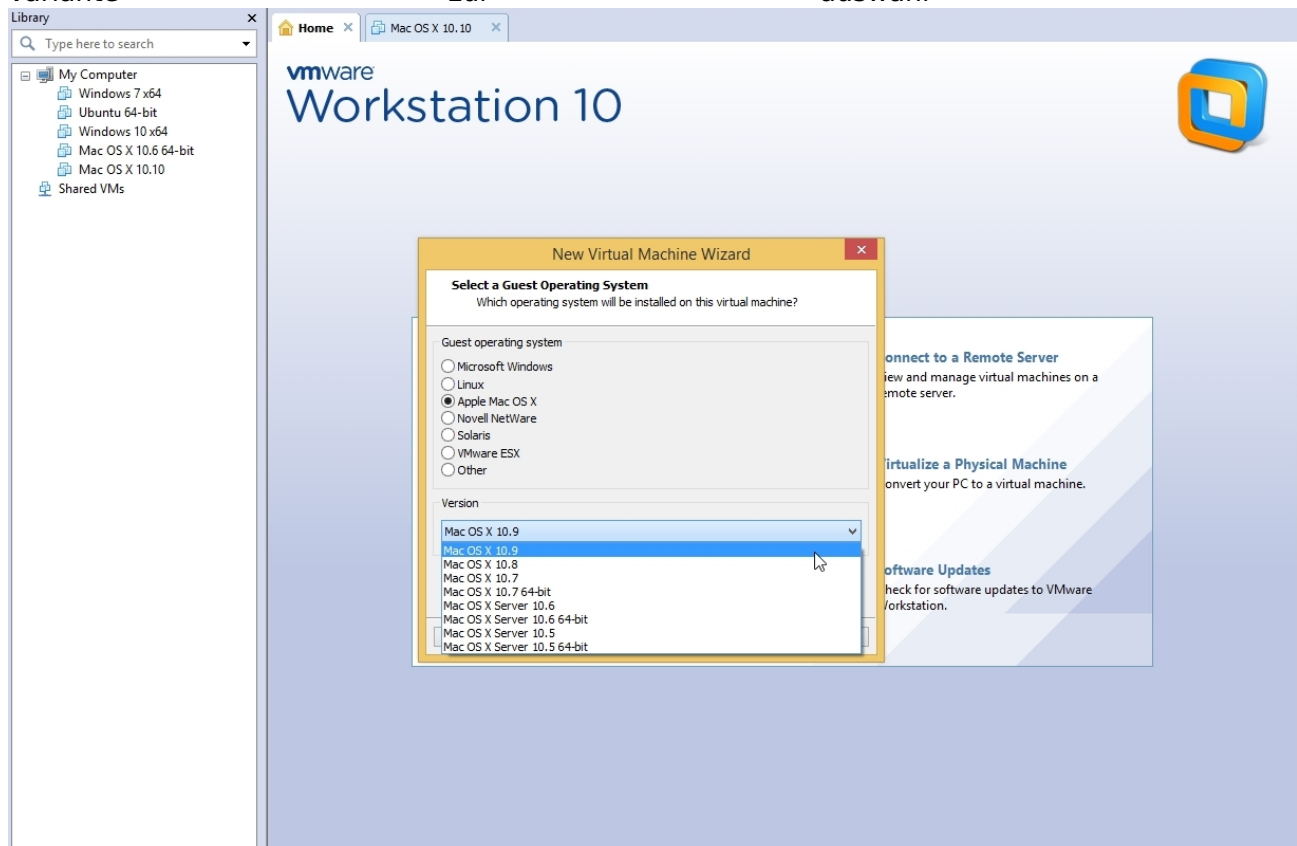 Variante zur auswahl
Library
Type here to search
My Computer
Windows 7 x64
Ubuntu 64-bit
Windows 10 x64
Mac OS X 10.6 64-bit
Mac OS X 10.10
Shared VMs
Home
Mac OS X 10.10
vmware
Workstation 10
New Virtual Machine Wizard
Select a Guest Operating System
Which operating system will be installed on this virtual machine?
Guest operating system
Microsoft Windows
Linux
Apple Mac OS X
Novell NetWare
Solaris
VMware ESX
Other
Version
Mac OS X 10.9
Mac OS X 10.9
Mac OS X 10.8
Mac OS X 10.7
Mac OS X 10.7 64-bit
Mac OS X Server 10.6
Mac OS X Server 10.6 64-bit
Mac OS X Server 10.5
Mac OS X Server 10.5 64-bit
onnect to a Remote Server
iew and manage virtual machines on a
emote server.
irtualize a Physical Machine
onvert your PC to a virtual machine.
oftware Updates
heck for software updates to VMware
orkstation.